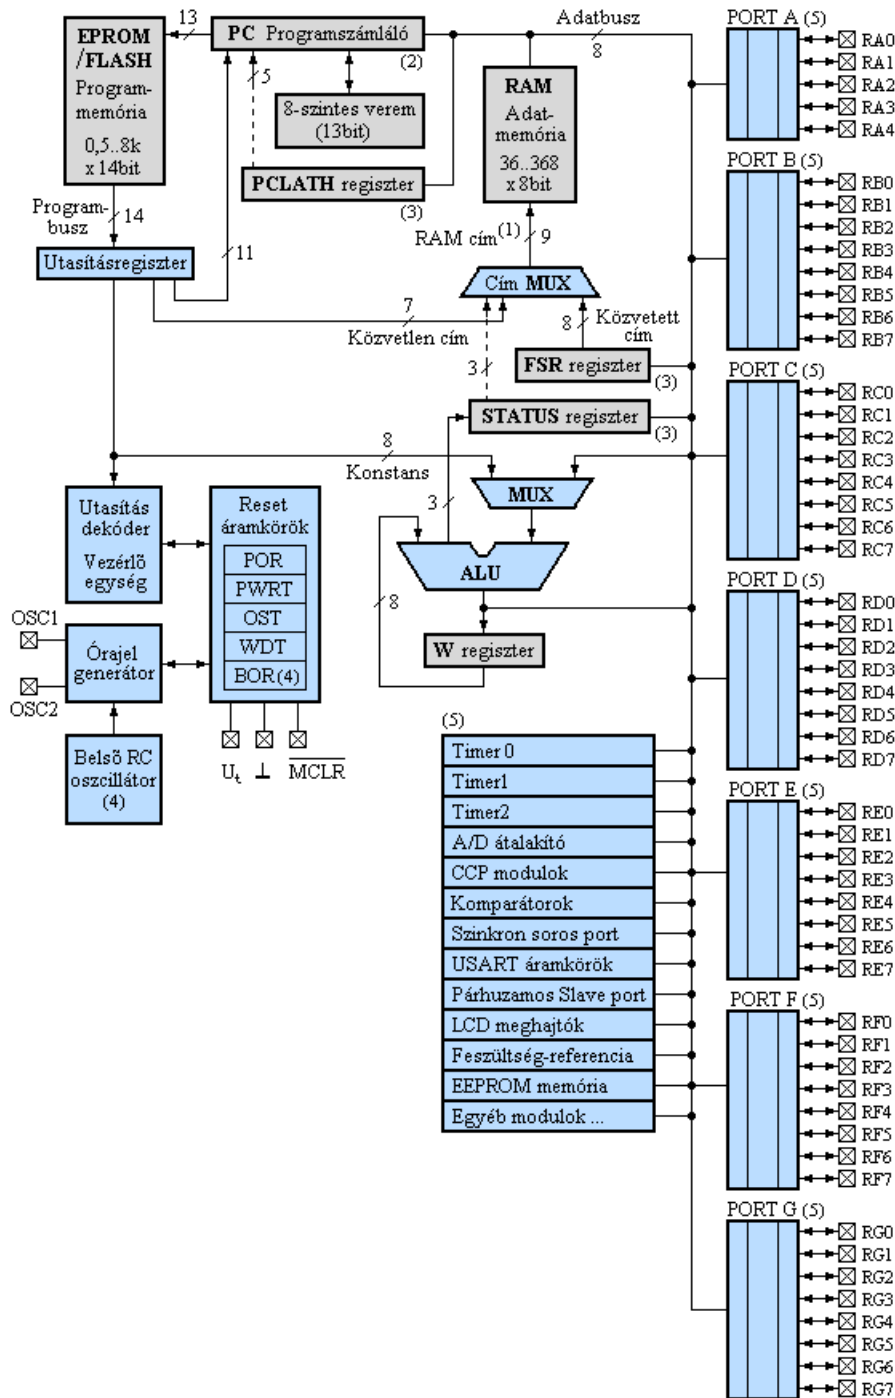 EPROM
/FLASH
Program-
memória
0,5..8k
x 14bit
13
PC Programszámláló
(2)
5
8-szintes verem
(13bit)
PCLATH regiszter
(3)
Adatbusz
8
RAM
Adat-
memória
36..368
x 8bit
RAM cím(1)
9
Program-
busz
14
Utasításregiszter
11
Cím MUX
7
Közvetlen cím
8
Közvetett
cím
3
FSR regiszter
(3)
STATUS regiszter
(3)
8
Konstans
MUX
3
ALU
8
W regiszter
Utasítás
dekóder
Vezérlő
egység
Reset
áramkörök
POR
PWRT
OST
WDT
BOR(4)
OSC1
OSC2
Órajel
generátor
Belső RC
oszcillátor
(4)
Ut
⊥
MCLR
(5)
Timer 0
Timer1
Timer2
A/D átalakító
CCP modulok
Komparátorok
Szinkron soros port
USART áramkörök
Párhuzamos Slave port
LCD meghajtók
Feszültség-referencia
EEPROM memória
Egyéb modulok ...
PORT A (5)
RA0
RA1
RA2
RA3
RA4
PORT B (5)
RB0
RB1
RB2
RB3
RB4
RB5
RB6
RB7
PORT C (5)
RC0
RC1
RC2
RC3
RC4
RC5
RC6
RC7
PORT D (5)
RD0
RD1
RD2
RD3
RD4
RD5
RD6
RD7
PORT E (5)
RE0
RE1
RE2
RE3
RE4
RE5
RE6
RE7
PORT F (5)
RF0
RF1
RF2
RF3
RF4
RF5
RF6
RF7
PORT G (5)
RG0
RG1
RG2
RG3
RG4
RG5
RG6
RG7